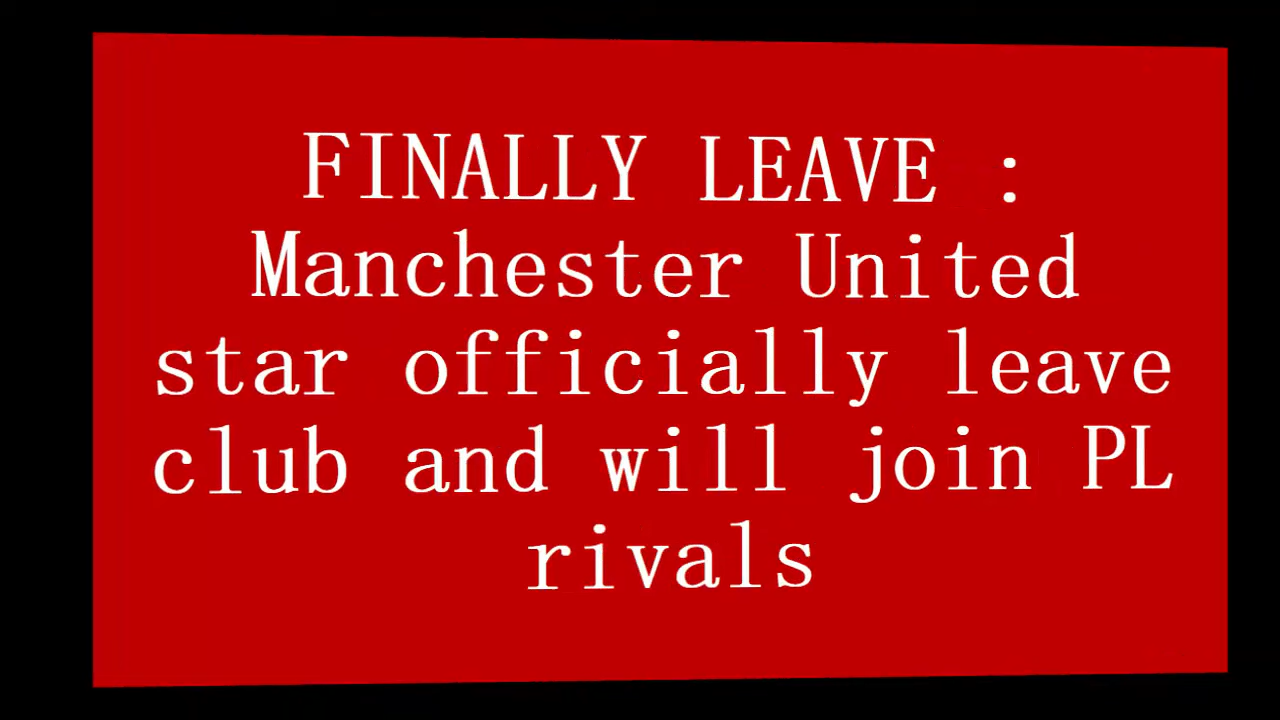 FINALLY LEAVE :
Manchester United
star officially leave
club and will join PL
rivals